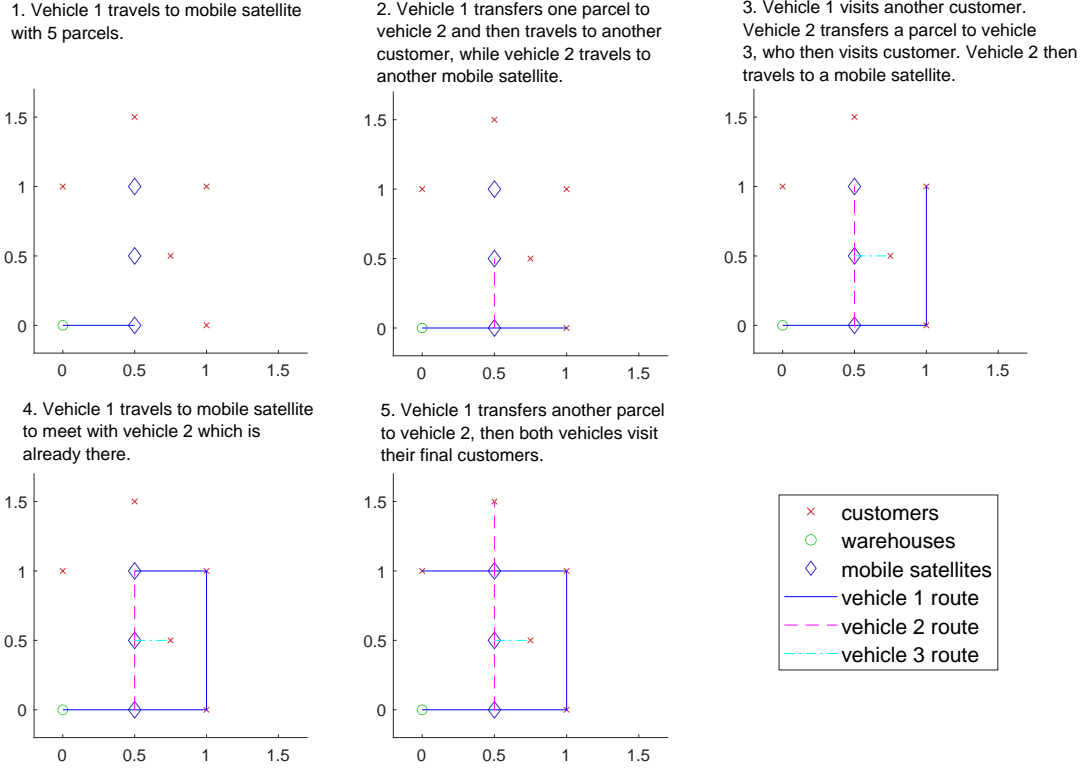 1. Vehicle 1 travels to mobile satellite
with 5 parcels.
1.5
1
0.5
0
0
0.5
1
1.5
2. Vehicle 1 transfers one parcel to
vehicle 2 and then travels to another
customer, while vehicle 2 travels to
another mobile satellite.
1.5
1
0.5
0
0
0.5
1
1.5
3. Vehicle 1 visits another customer.
Vehicle 2 transfers a parcel to vehicle
3, who then visits customer. Vehicle 2 then
travels to a mobile satellite.
1.5
1
0.5
0
0
0.5
1
1.5
4. Vehicle 1 travels to mobile satellite
to meet with vehicle 2 which is
already there.
1.5
1
0.5
0
0
0.5
1
1.5
5. Vehicle 1 transfers another parcel
to vehicle 2, then both vehicles visit
their final customers.
1.5
1
0.5
0
0
0.5
1
1.5
customers
warehouses
mobile satellites
vehicle 1 route
vehicle 2 route
vehicle 3 route